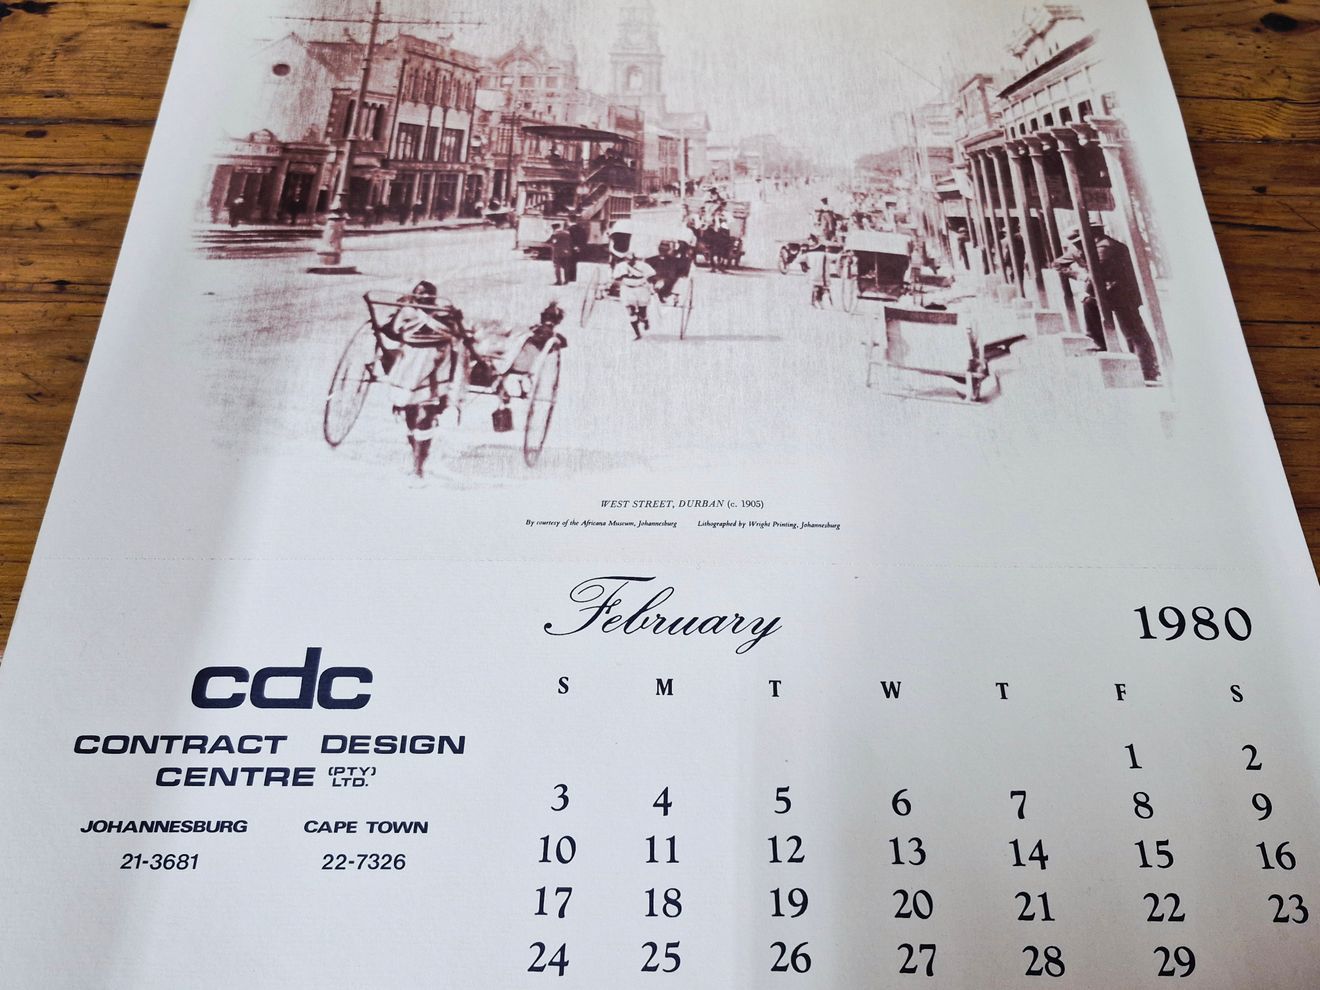 WEST STREET, DURBAN (c. 1905)
By courtesy of the Africana Museum, Johannesburg Lithographed by Wright Printing, Johannesburg
February 1980
cdc
CONTRACT DESIGN
CENTRE (PTY) LTD.
JOHANNESBURG CAPE TOWN
21-3681 22-7326
S M T W T F S
1 2
3 4 5 6 7 8 9
10 11 12 13 14 15 16
17 18 19 20 21 22 23
24 25 26 27 28 29